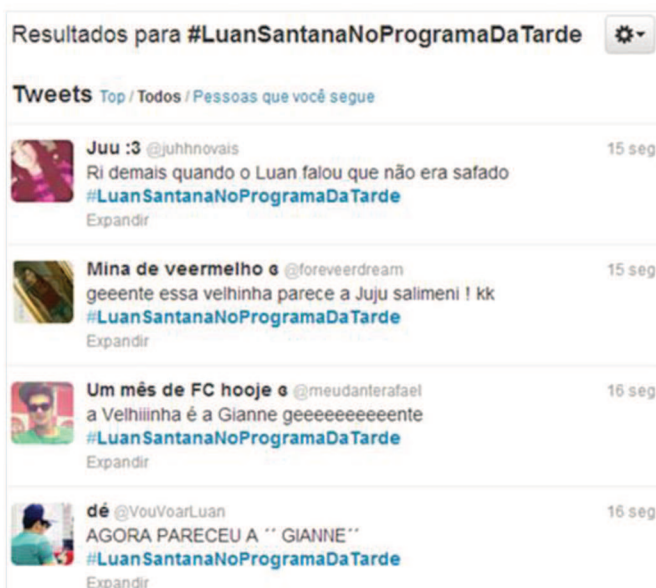 Resultados para #LuanSantanaNoProgramaDaTarde
Tweets Top / Todos / Pessoas que você segue
Juu :3 @juhhnovais 15 seg
Ri demais quando o Luan falou que não era safado
#LuanSantanaNoProgramaDaTarde
Expandir
Mina de veermelho ɞ @foreveerdream 15 seg
geeente essa velhinha parece a Juju salimeni ! kk
#LuanSantanaNoProgramaDaTarde
Expandir
Um mês de FC hooje ɞ @meudanterafael 16 seg
a Velhiiinha é a Gianne geeeeeeeeeente
#LuanSantanaNoProgramaDaTarde
Expandir
dé @VouVoarLuan 16 seg
AGORA PARECEU A ´´ GIANNE´´
#LuanSantanaNoProgramaDaTarde
Expandir